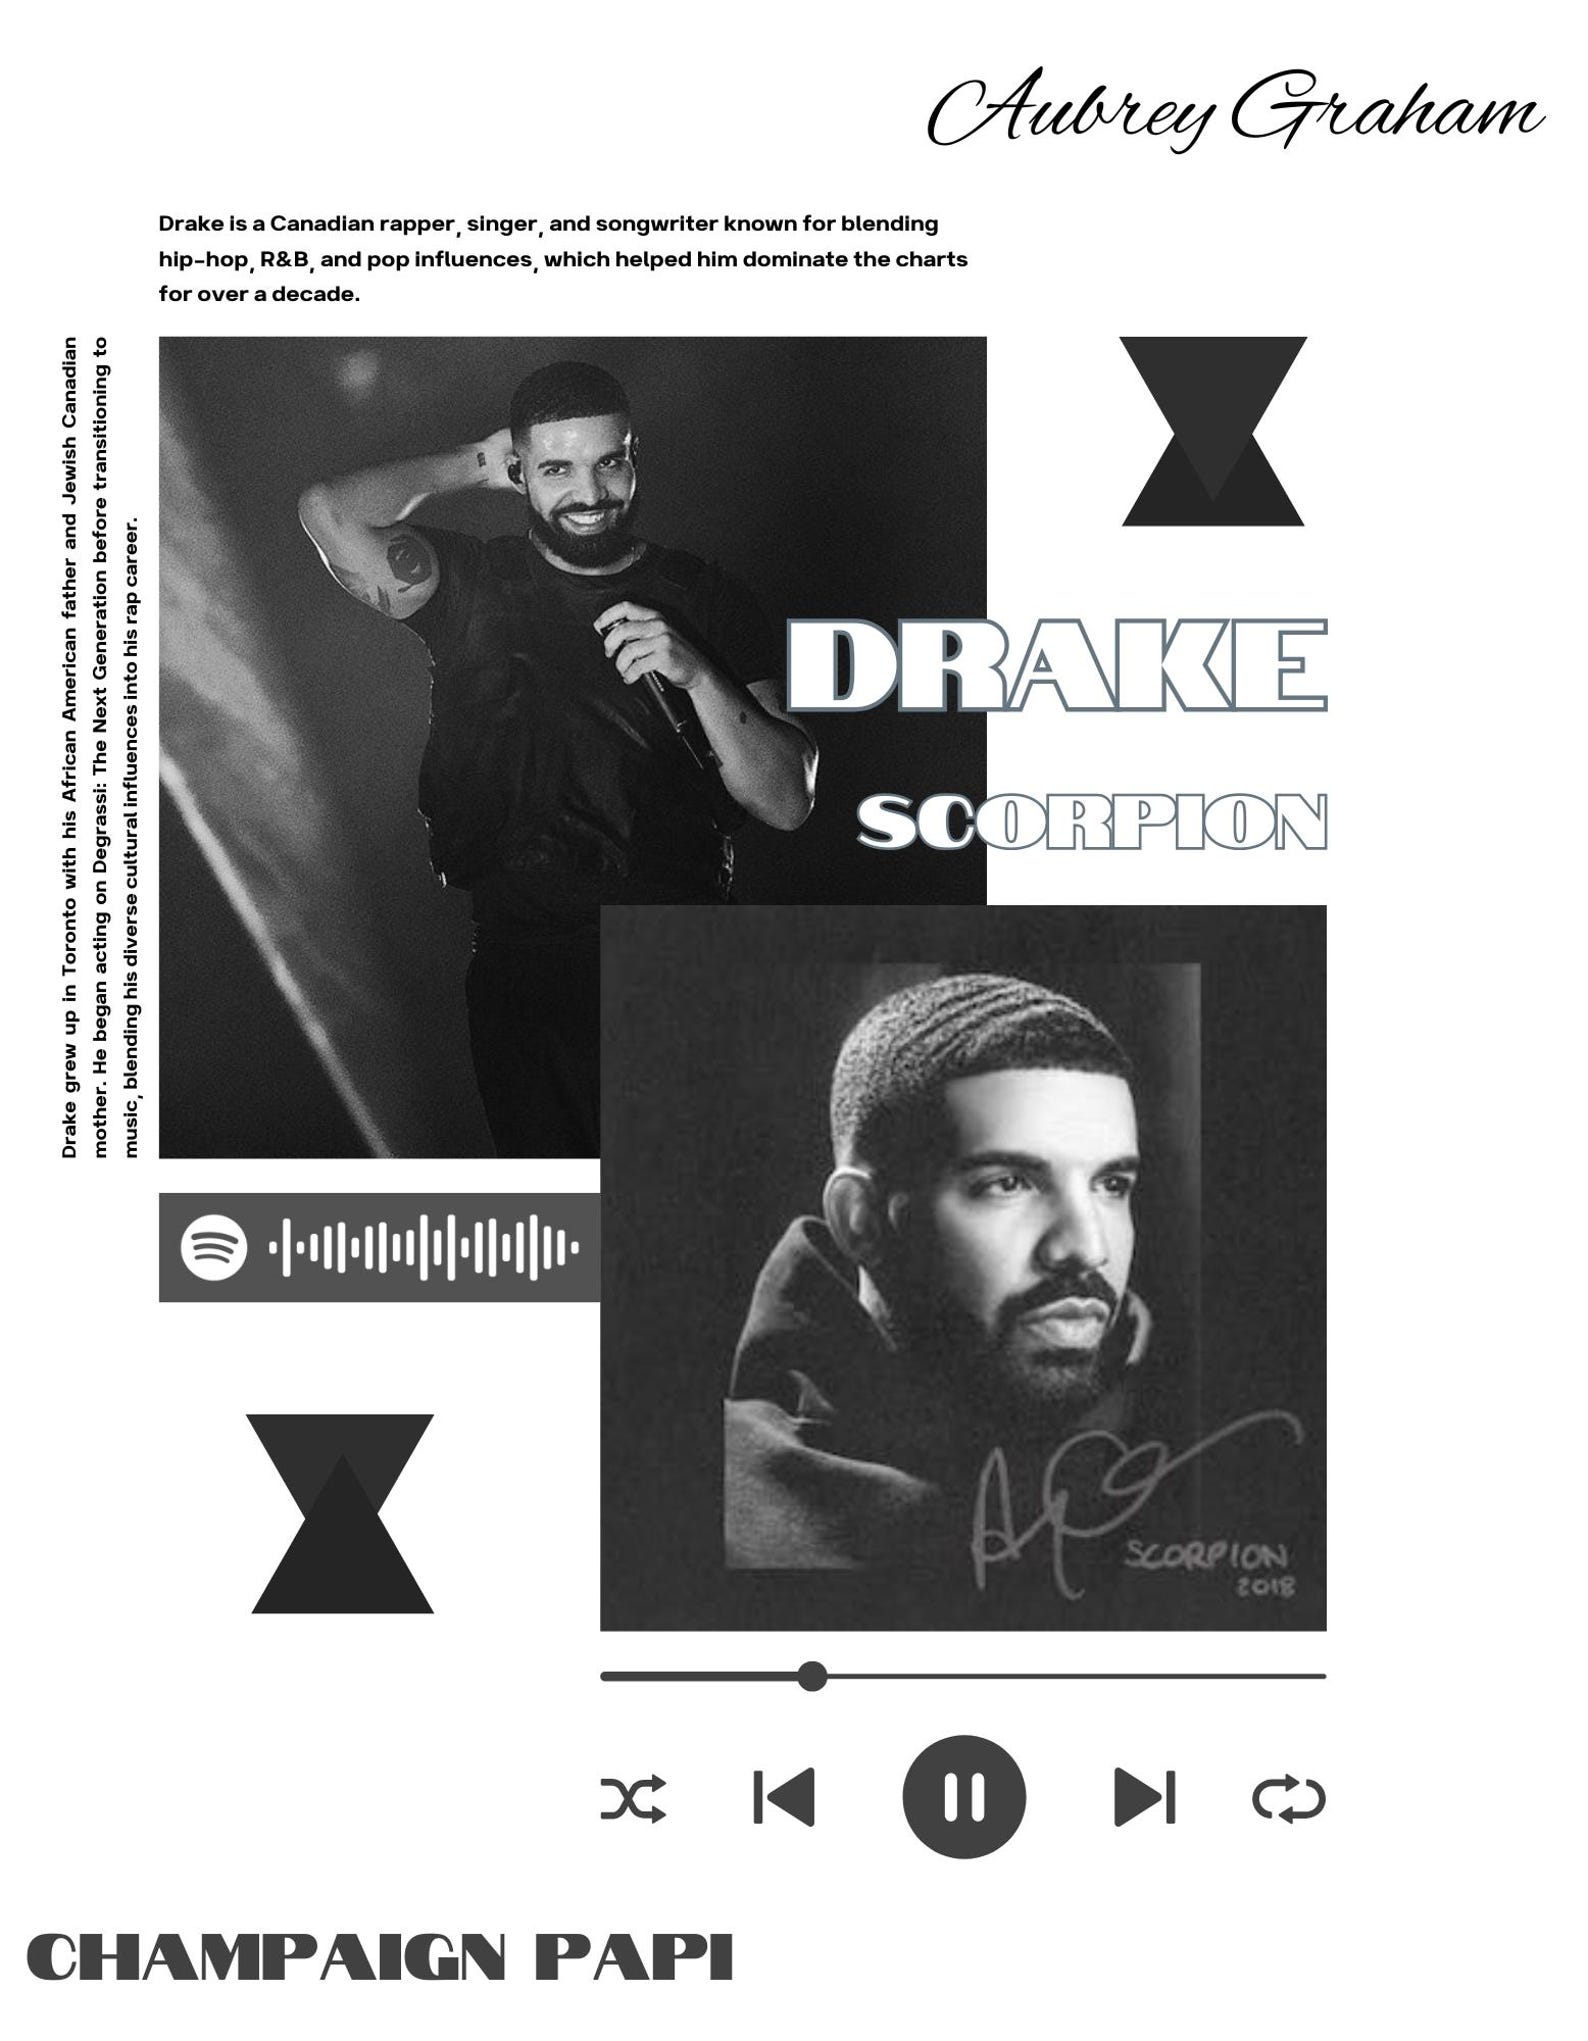 Aubrey Graham
Drake is a Canadian rapper, singer, and songwriter known for blending
hip-hop, R&B, and pop influences, which helped him dominate the charts
for over a decade.
Drake grew up in Toronto with his African American father and Jewish Canadian
mother. He began acting on Degrassi: The Next Generation before transitioning to
music, blending his diverse cultural influences into his rap career.
DRAKE
SCORPION
SCORPION
2018
CHAMPAIGN PAPI